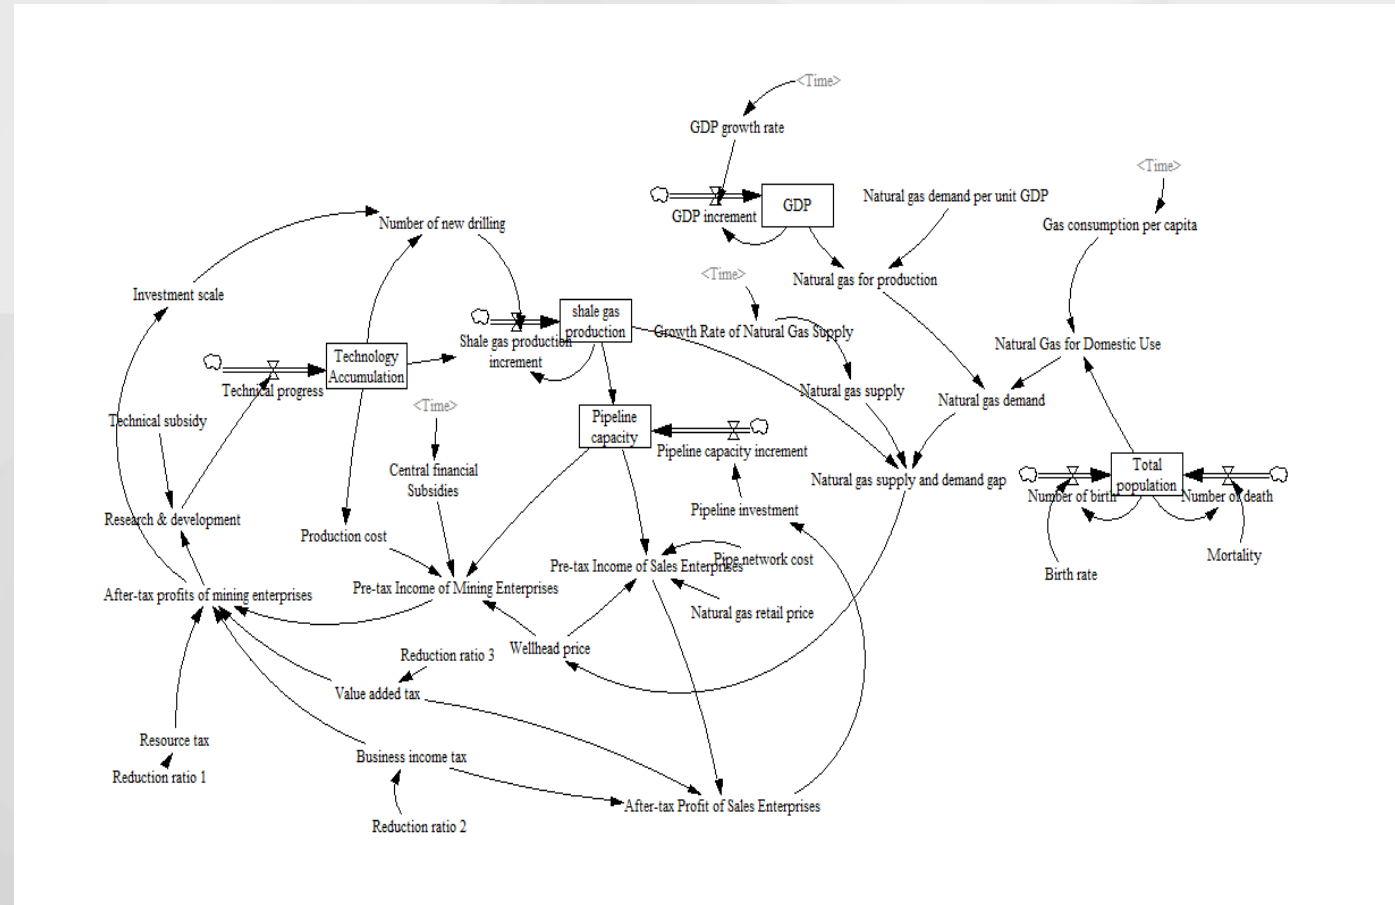 <Time>
GDP growth rate
<Time>
Natural gas demand per unit GDP
GDP
GDP increment
Gas consumption per capita
Number of new drilling
<Time>
Natural gas for production
Investment scale
shale gas
production
Growth Rate of Natural Gas Supply
Shale gas production
increment
Natural Gas for Domestic Use
Technology
Accumulation
Technical progress
Natural gas supply
Natural gas demand
<Time>
Technical subsidy
Pipeline
capacity
Pipeline capacity increment
Central financial
Subsidies
Natural gas supply and demand gap
Total
population
Number of birth
Number of death
Pipeline investment
Research & development
Production cost
Pre-tax Income of Sales Enterprises
Pipe network cost
Mortality
Birth rate
After-tax profits of mining enterprises
Pre-tax Income of Mining Enterprises
Natural gas retail price
Wellhead price
Reduction ratio 3
Value added tax
Resource tax
Business income tax
Reduction ratio 1
After-tax Profit of Sales Enterprises
Reduction ratio 2